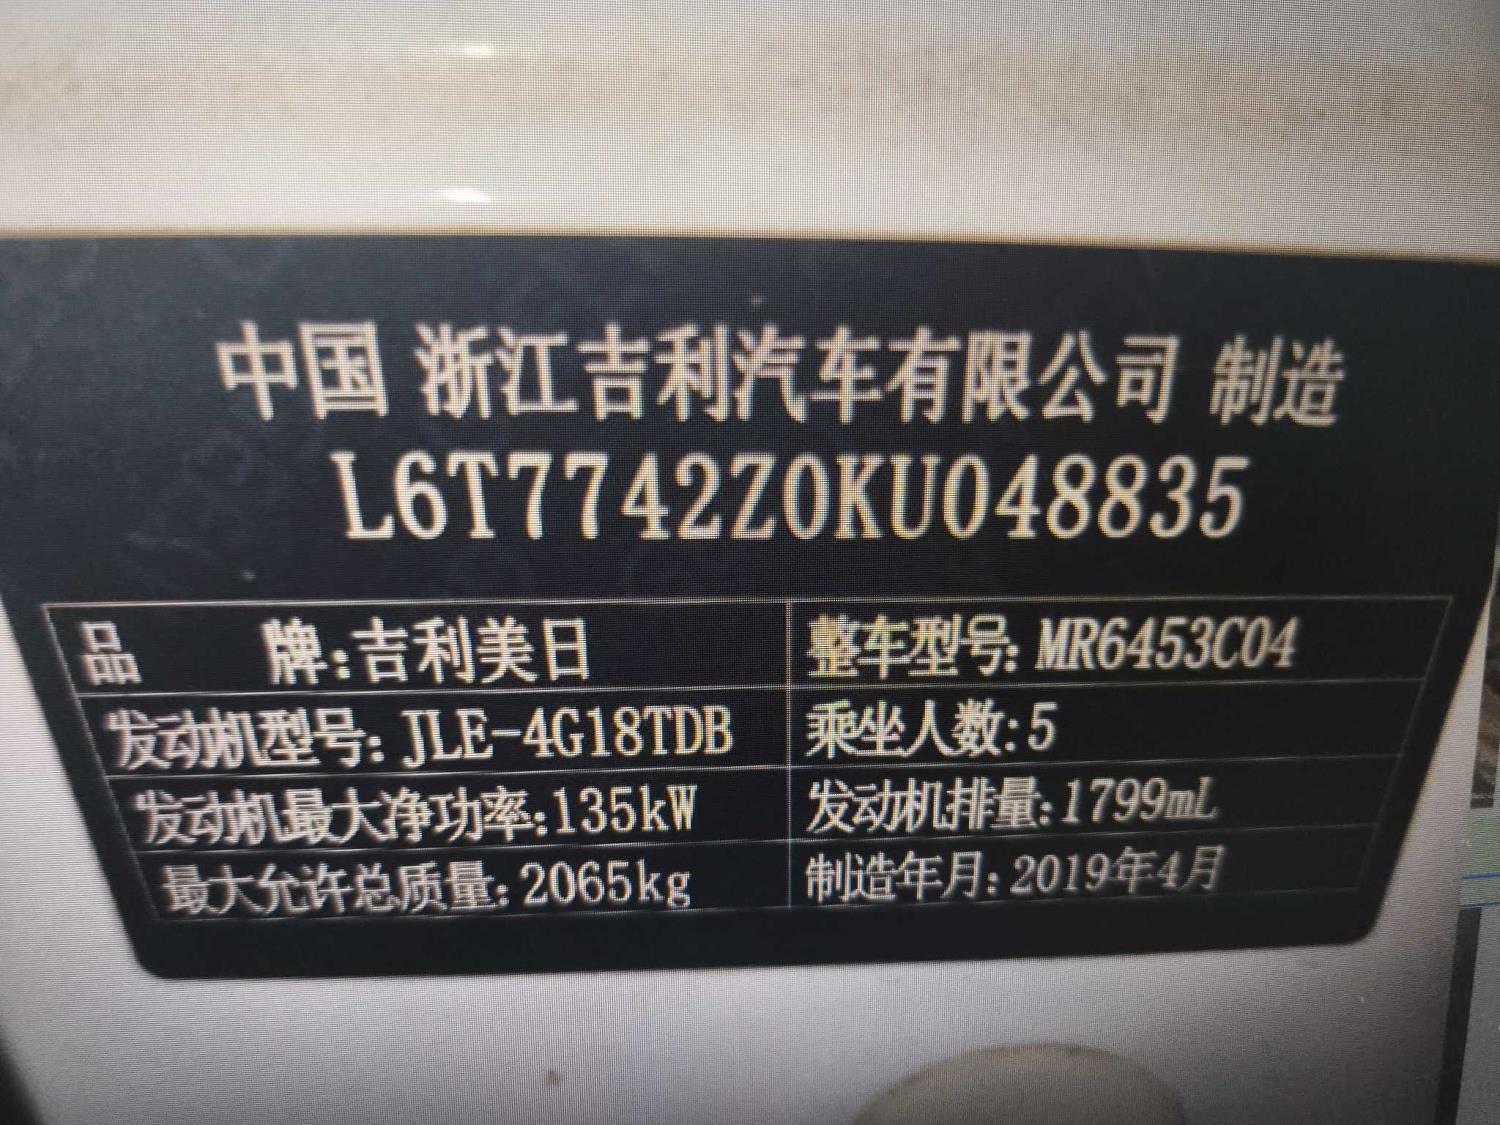 中国 浙江吉利汽车有限公司 制造
L6T7742Z0KU048835
品 牌:吉利美日 整车型号:MR6453C04
发动机型号:JLE-4G18TDB 乘坐人数:5
发动机最大净功率:135kW 发动机排量:1799mL
最大允许总质量:2065kg 制造年月:2019年4月